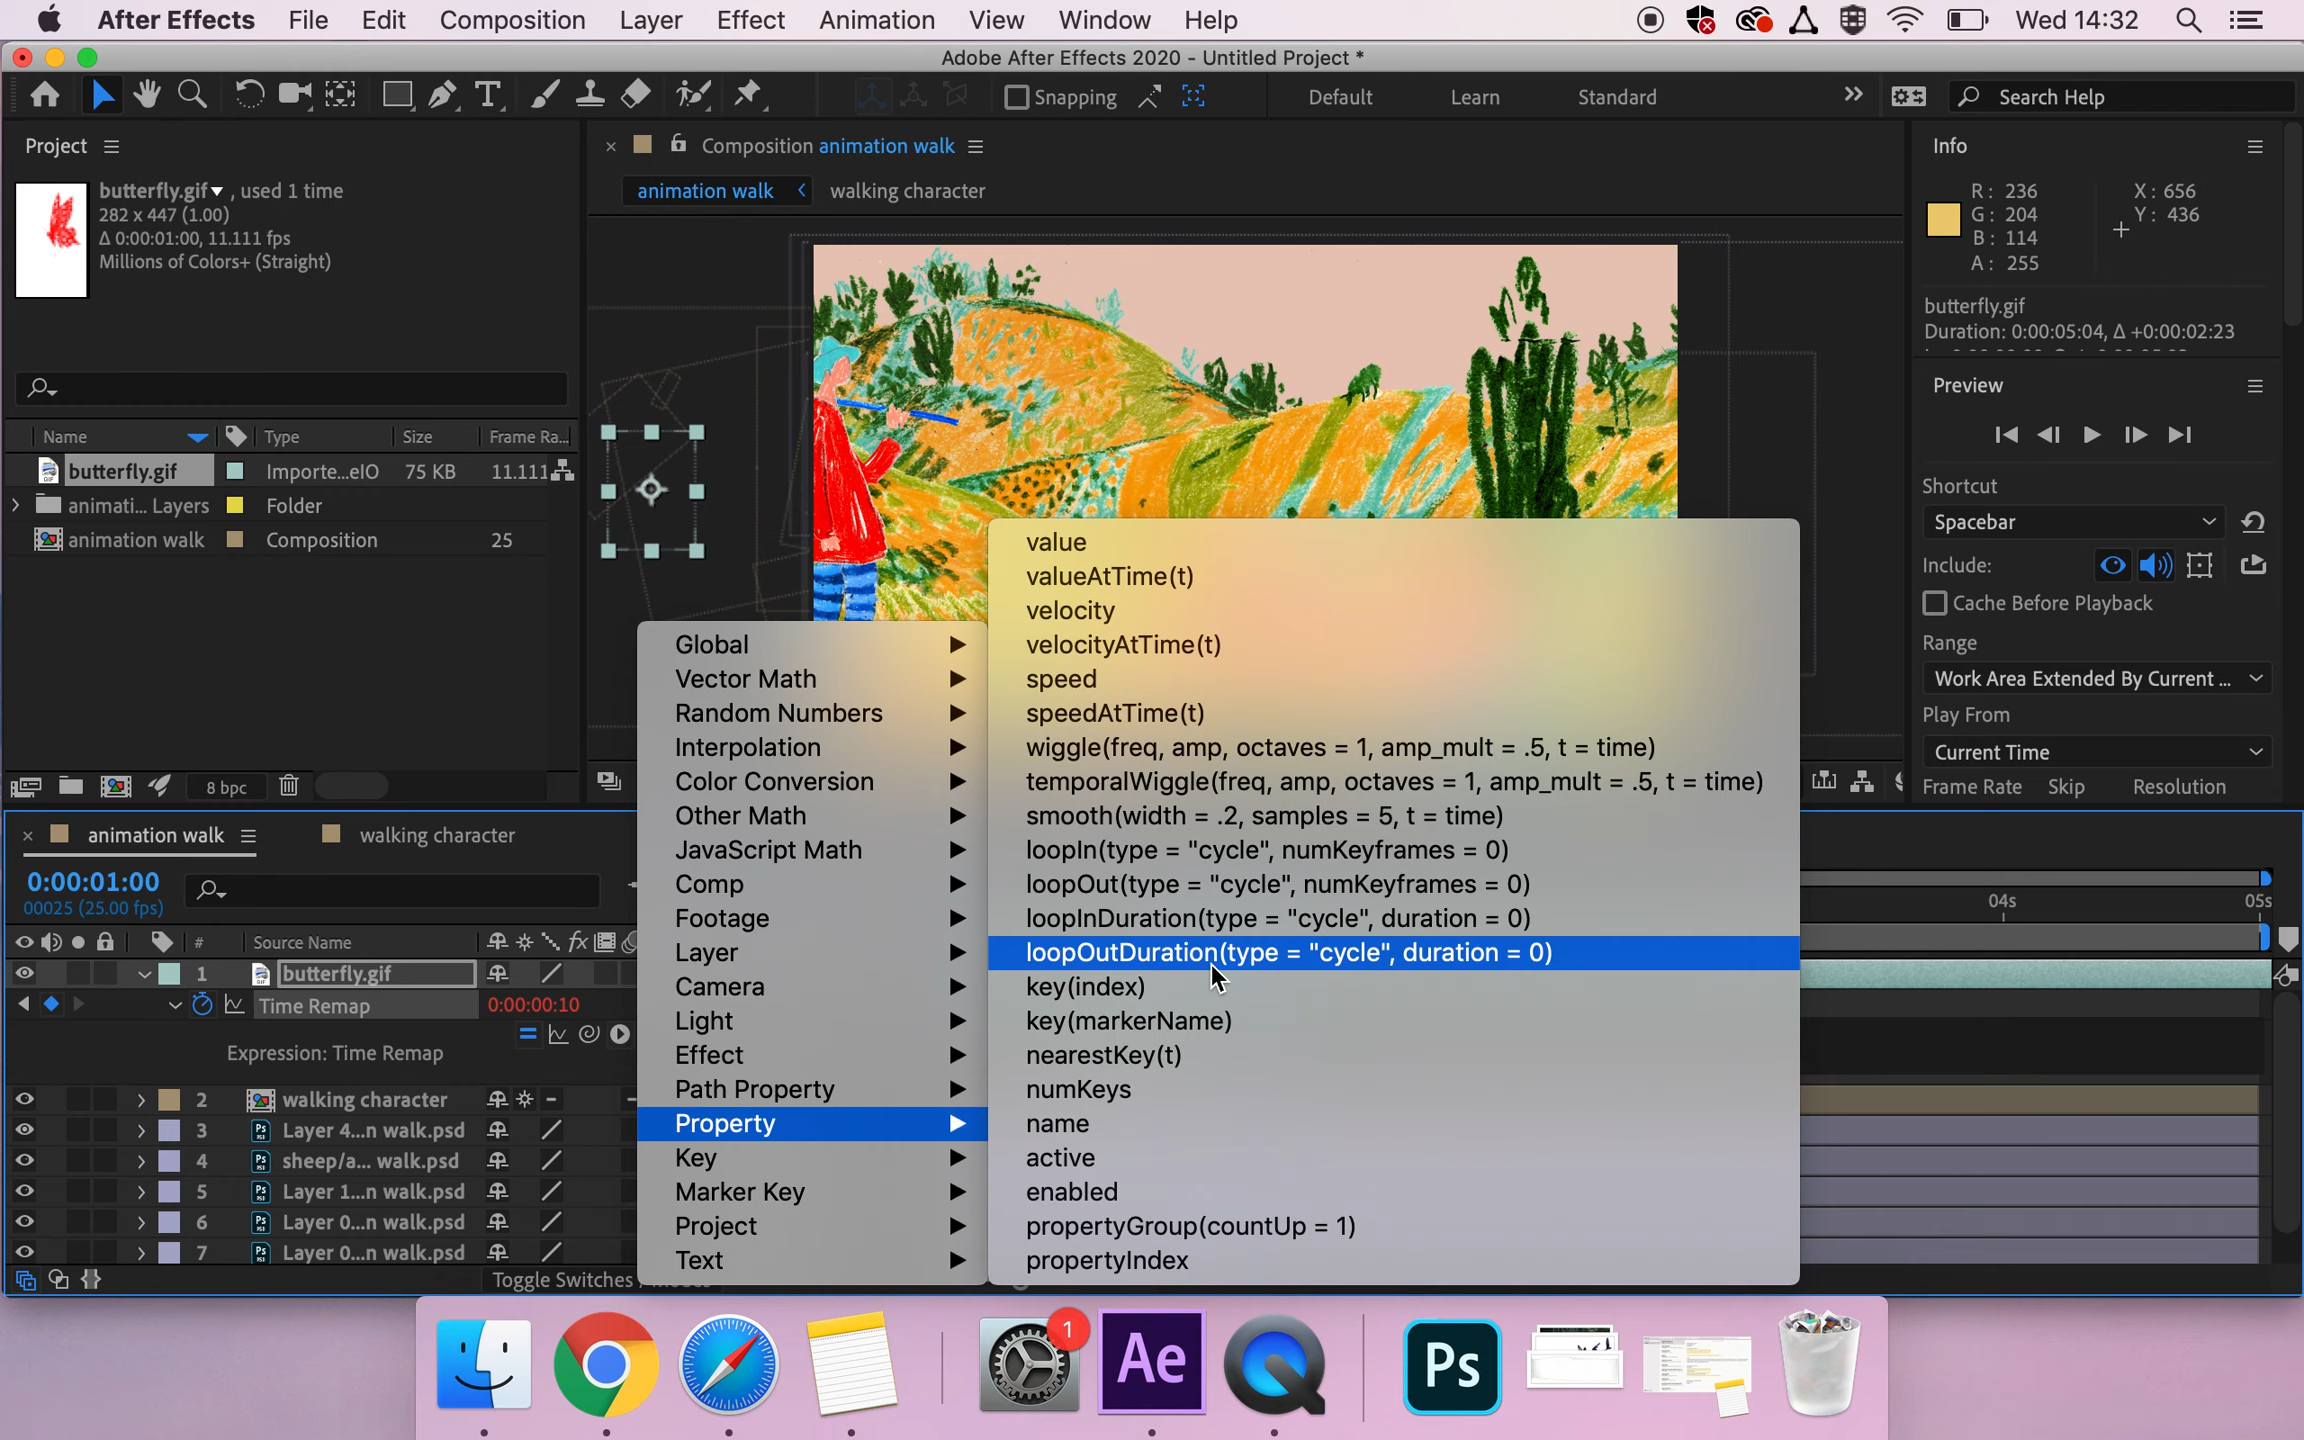 After Effects File Edit Composition Layer Effect Animation View Window Help Wed 14:32
Adobe After Effects 2020 - Untitled Project *
Snapping Default Learn Standard Search Help
Project
butterfly.gif , used 1 time
282 x 447 (1.00)
Δ 0:00:01:00, 11.111 fps
Millions of Colors+ (Straight)
Name Type Size Frame Ra...
butterfly.gif Importe...eIO 75 KB 11.111
animati... Layers Folder
animation walk Composition 25
8 bpc
Composition animation walk
animation walk walking character
Info
R: 236
G: 204
B: 114
A: 255
X: 656
Y: 436
butterfly.gif
Duration: 0:00:05:04, Δ +0:00:02:23
Preview
Shortcut
Spacebar
Include:
Cache Before Playback
Range
Work Area Extended By Current ...
Play From
Current Time
Frame Rate Skip Resolution
Global
Vector Math
Random Numbers
Interpolation
Color Conversion
Other Math
JavaScript Math
Comp
Footage
Layer
Camera
Light
Effect
Path Property
Property
Key
Marker Key
Project
Text
value
valueAtTime(t)
velocity
velocityAtTime(t)
speed
speedAtTime(t)
wiggle(freq, amp, octaves = 1, amp_mult = .5, t = time)
temporalWiggle(freq, amp, octaves = 1, amp_mult = .5, t = time)
smooth(width = .2, samples = 5, t = time)
loopIn(type = "cycle", numKeyframes = 0)
loopOut(type = "cycle", numKeyframes = 0)
loopInDuration(type = "cycle", duration = 0)
loopOutDuration(type = "cycle", duration = 0)
key(index)
key(markerName)
nearestKey(t)
numKeys
name
active
enabled
propertyGroup(countUp = 1)
propertyIndex
animation walk walking character
0:00:01:00
00025 (25.00 fps)
04s 05s
# Source Name fx
1 butterfly.gif
Time Remap 0:00:00:10
Expression: Time Remap
2 walking character
3 Ps Layer 4...n walk.psd
4 Ps sheep/a... walk.psd
5 Ps Layer 1...n walk.psd
6 Ps Layer 0...n walk.psd
7 Ps Layer 0...n walk.psd
Toggle Switches /
1
Ae
Ps